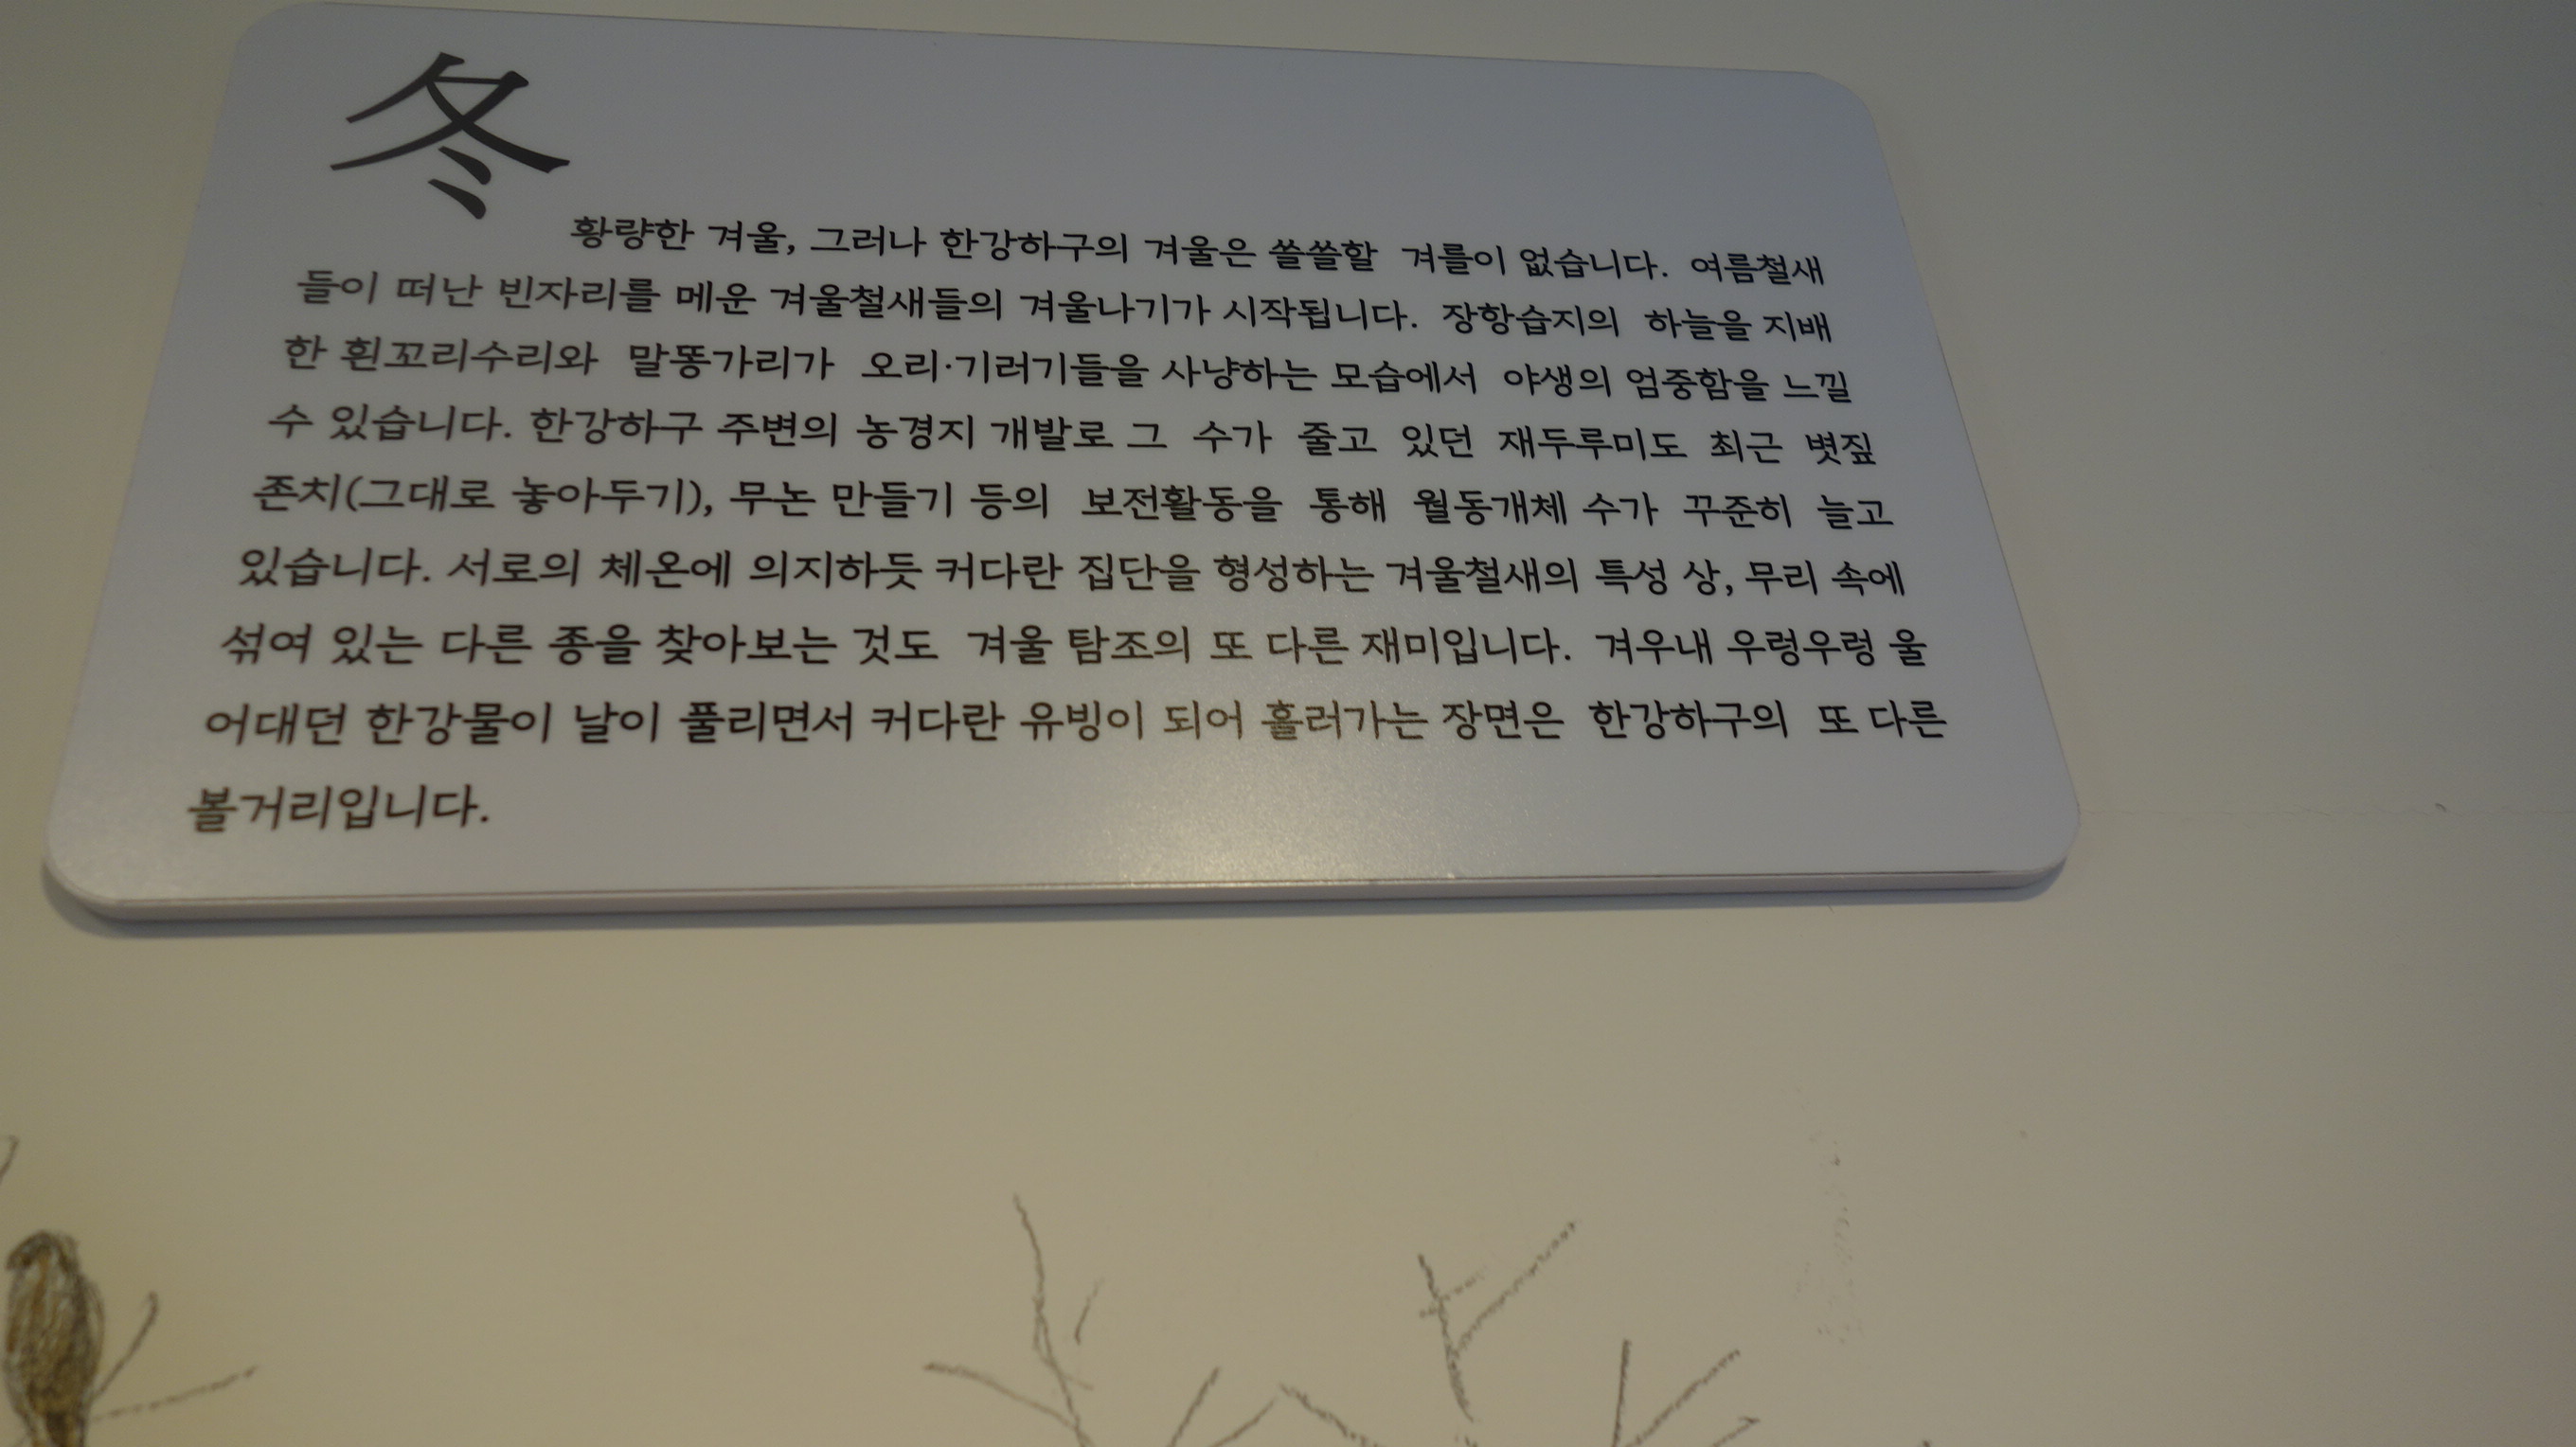 冬
황량한 겨울, 그러나 한강하구의 겨울은 쓸쓸할 겨를이 없습니다. 여름철새
들이 떠난 빈자리를 메운 겨울철새들의 겨울나기가 시작됩니다. 장항습지의 하늘을 지배
한 흰꼬리수리와 말똥가리가 오리·기러기들을 사냥하는 모습에서 야생의 엄중함을 느낄
수 있습니다. 한강하구 주변의 농경지 개발로 그 수가 줄고 있던 재두루미도 최근 볏짚
존치(그대로 놓아두기), 무논 만들기 등의 보전활동을 통해 월동개체 수가 꾸준히 늘고
있습니다. 서로의 체온에 의지하듯 커다란 집단을 형성하는 겨울철새의 특성 상, 무리 속에
섞여 있는 다른 종을 찾아보는 것도 겨울 탐조의 또 다른 재미입니다. 겨우내 우렁우렁 울
어대던 한강물이 날이 풀리면서 커다란 유빙이 되어 흘러가는 장면은 한강하구의 또 다른
볼거리입니다.